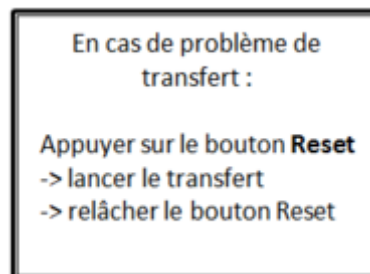 En cas de problème de
transfert :
Appuyer sur le bouton Reset
-> lancer le transfert
-> relâcher le bouton Reset